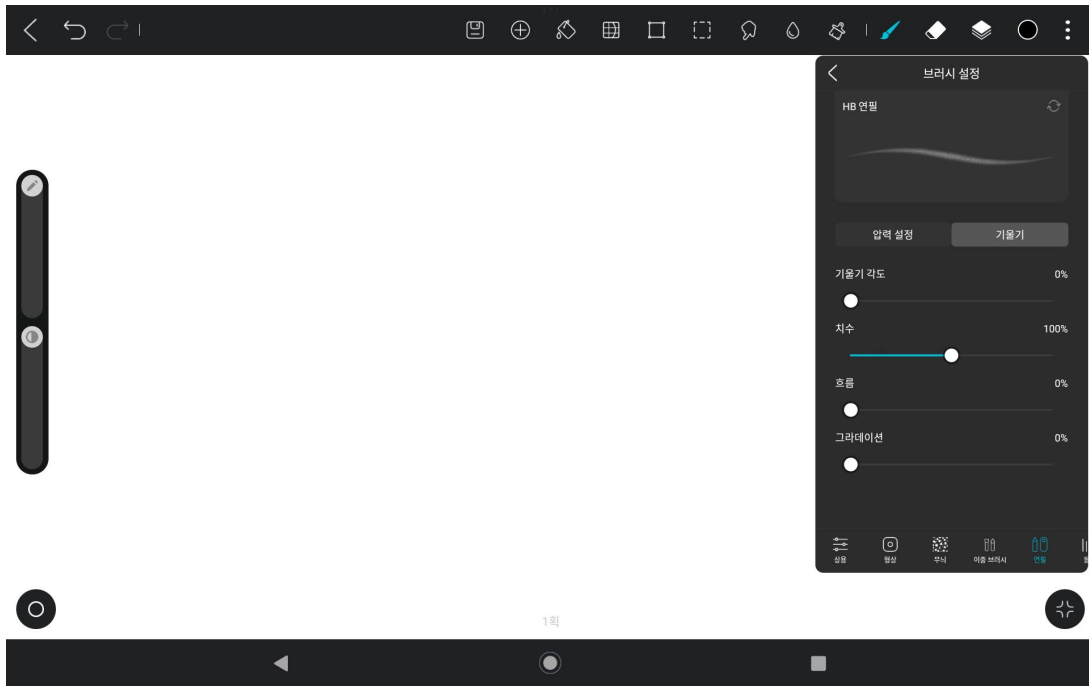 브러시 설정
HB 연필
압력 설정
기울기
기울기 각도
0%
치수
100%
흐름
0%
그라데이션
0%
상용
형상
무늬
이중 브러시
연필
1획